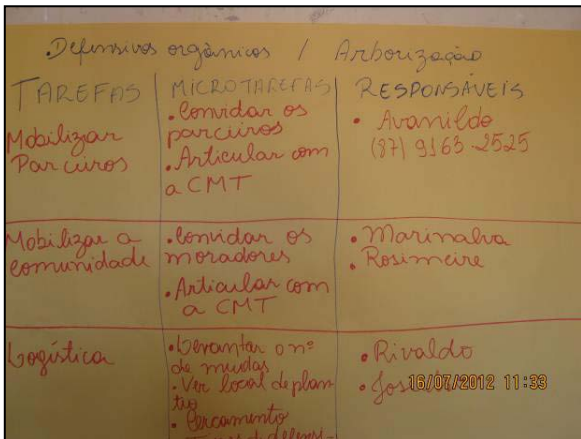 Defensivos orgânicos / Arborização
TAREFAS
MICROTAREFAS
RESPONSÁVEIS
Mobilizar
Parceiros
• Convidar os
parceiros
• Articular com
a CMT
• Avanildo
(87) 9163-2525
Mobilizar a
comunidade
• Convidar os
moradores
• Articular com
a CMT
• Marinalva
• Rosimeire
Logística
• Levantar o nº
de mudas
• Ver local de plan-
tio
• Orçamento
• Rivaldo
16/07/2012 11:33